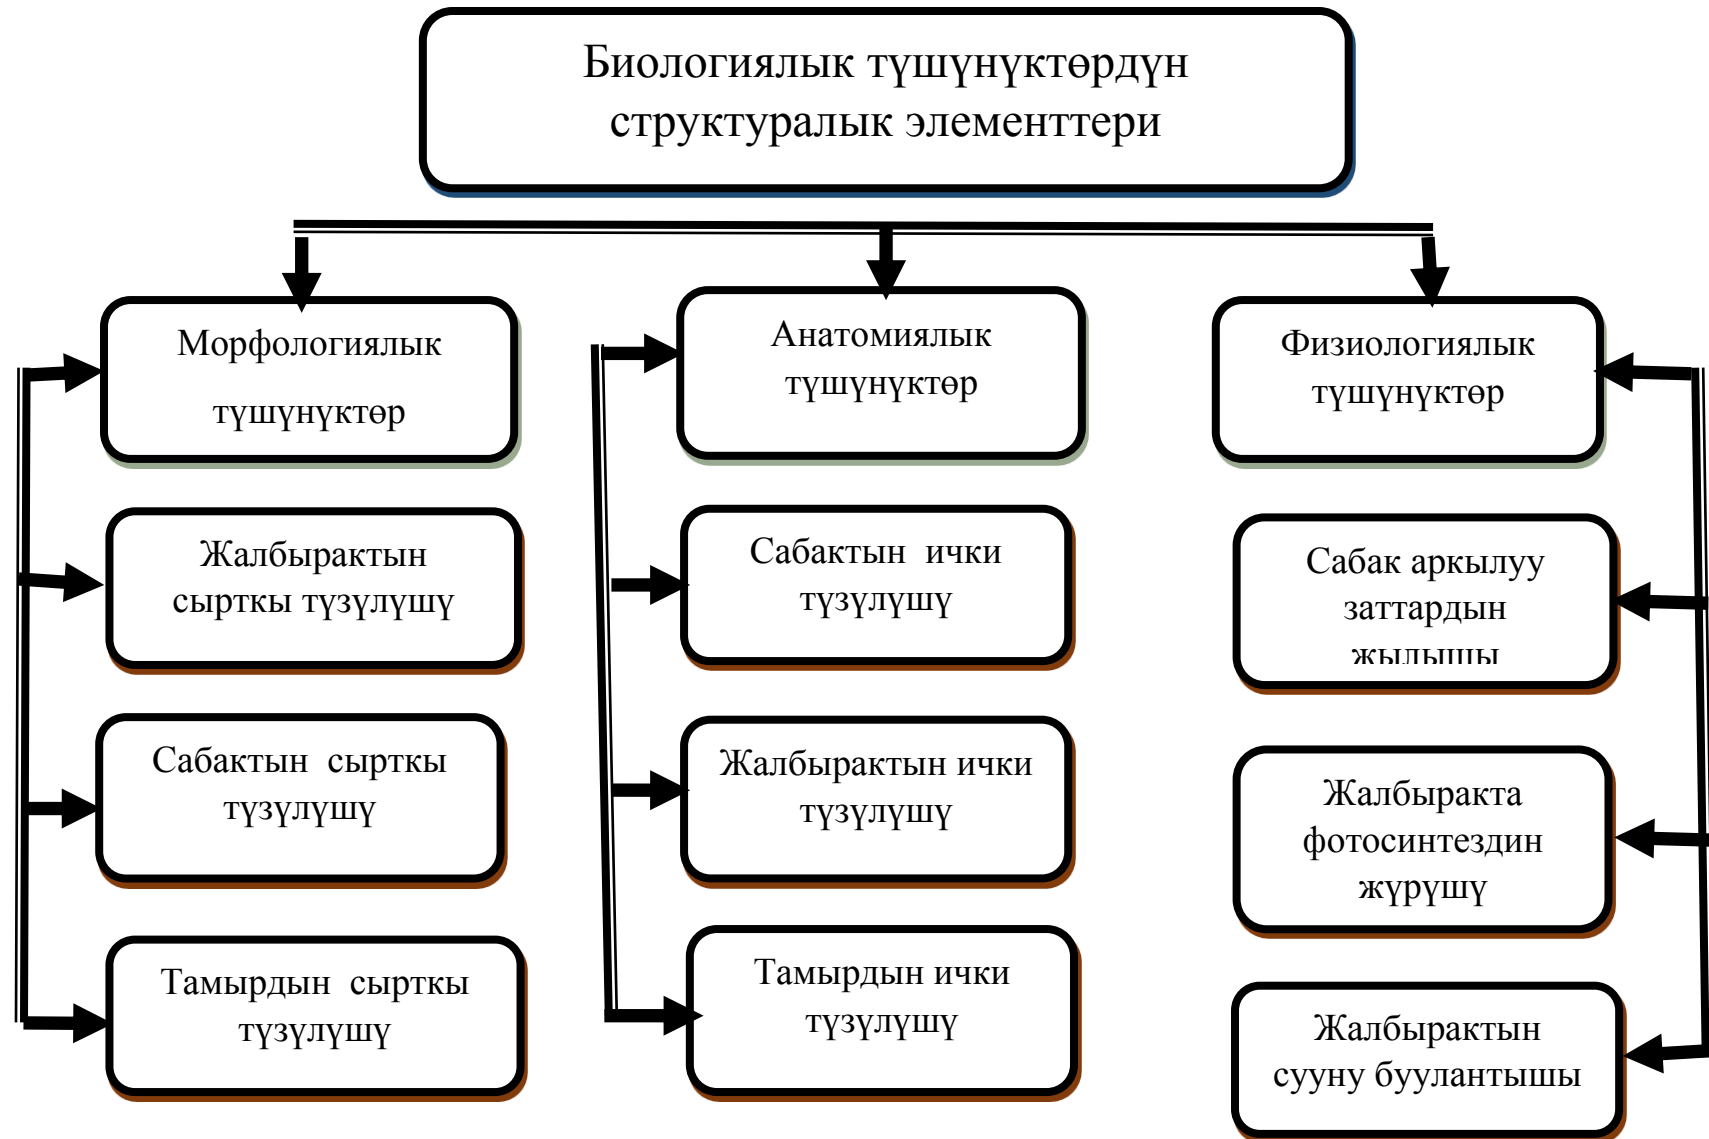 Биологиялык түшүнүктөрдүн
структуралык элементтери
Морфологиялык
түшүнүктөр
Жалбырактын
сырткы түзүлүшү
Сабактын сырткы
түзүлүшү
Тамырдын сырткы
түзүлүшү
Анатомиялык
түшүнүктөр
Сабактын ички
түзүлүшү
Жалбырактын ички
түзүлүшү
Тамырдын ички
түзүлүшү
Физиологиялык
түшүнүктөр
Сабак аркылуу
заттардын
жылышы
Жалбыракта
фотосинтездин
жүрүшү
Жалбырактын
сууну буулантышы